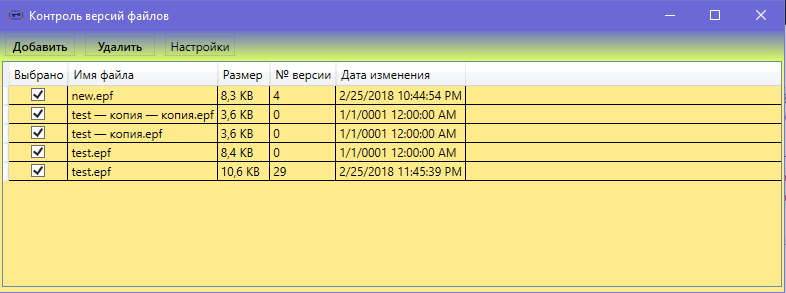 Контроль версий файлов
Добавить Удалить Настройки
Выбрано Имя файла Размер № версии Дата изменения
new.epf 8,3 KB 4 2/25/2018 10:44:54 PM
test — копия — копия.epf 3,6 KB 0 1/1/0001 12:00:00 AM
test — копия.epf 3,6 KB 0 1/1/0001 12:00:00 AM
test.epf 8,4 KB 0 1/1/0001 12:00:00 AM
test.epf 10,6 KB 29 2/25/2018 11:45:39 PM